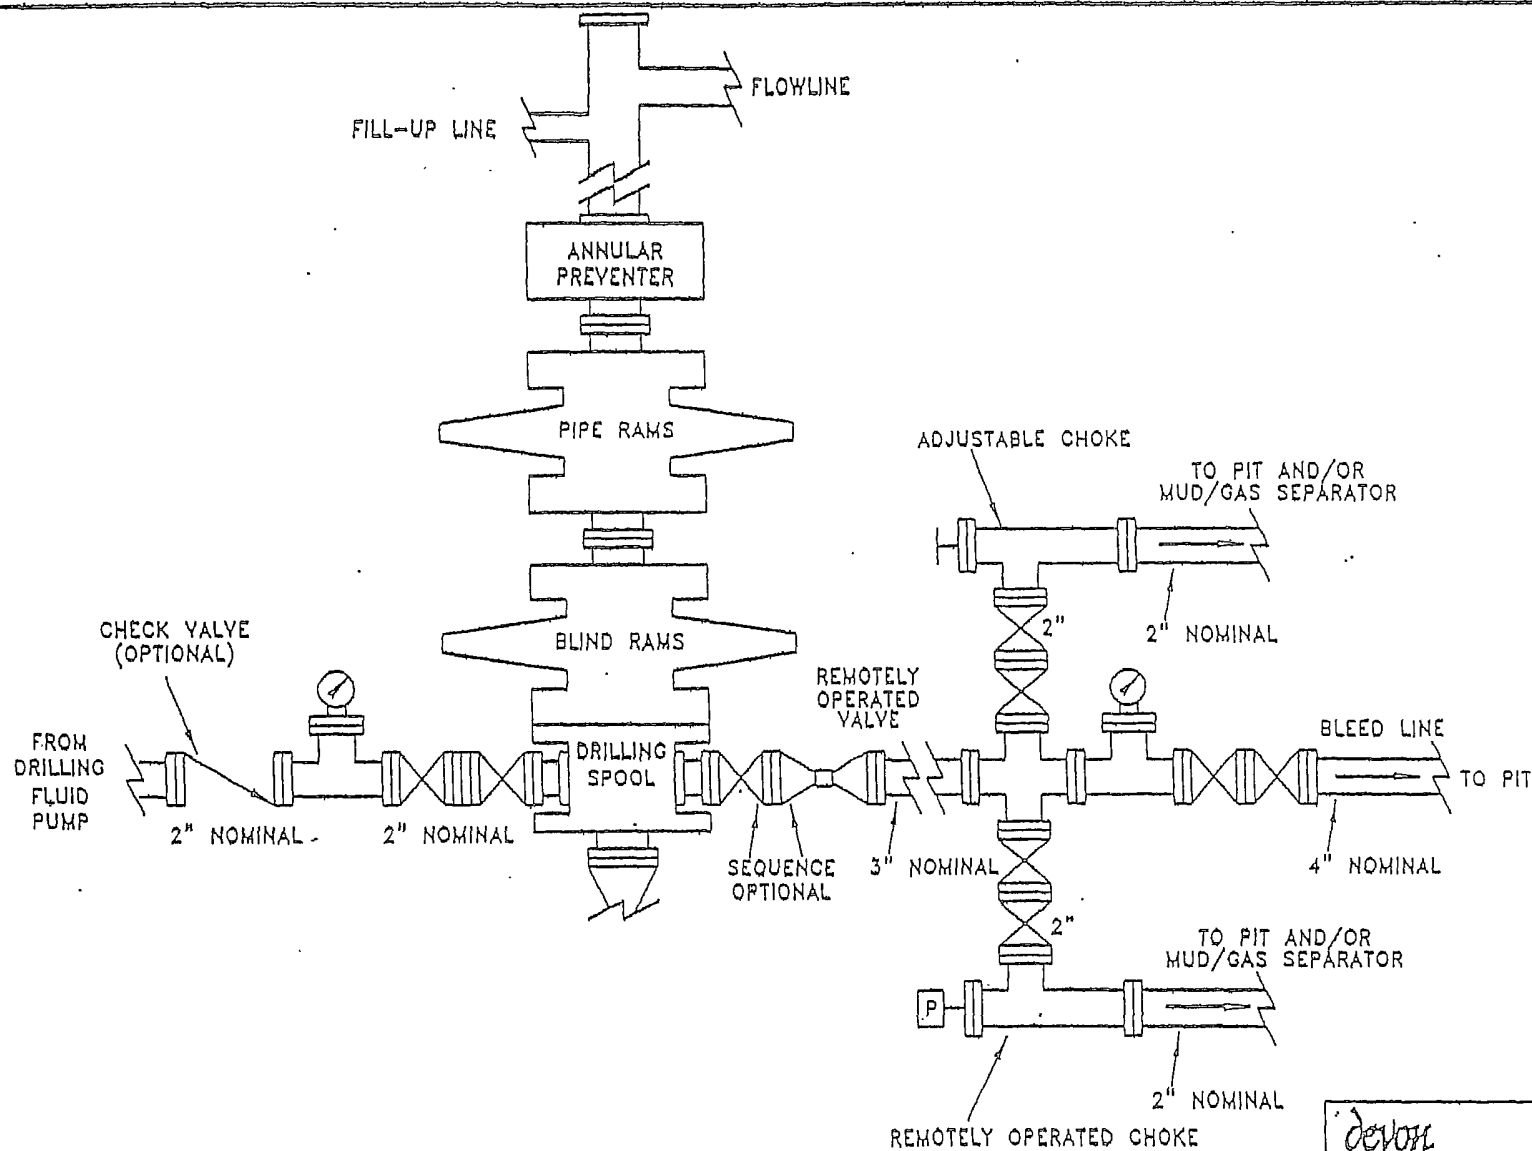 FLOWLINE
FILL-UP LINE
ANNULAR
PREVENTER
PIPE RAMS
ADJUSTABLE CHOKE
TO PIT AND/OR
MUD/GAS SEPARATOR
2"
2" NOMINAL
CHECK VALVE
(OPTIONAL)
BLIND RAMS
REMOTELY
OPERATED
VALVE
BLEED LINE
FROM
DRILLING
FLUID
PUMP
DRILLING
SPOOL
TO PIT
2" NOMINAL
2" NOMINAL
SEQUENCE
OPTIONAL
3" NOMINAL
4" NOMINAL
2"
TO PIT AND/OR
MUD/GAS SEPARATOR
P
2" NOMINAL
REMOTELY OPERATED CHOKE
devon